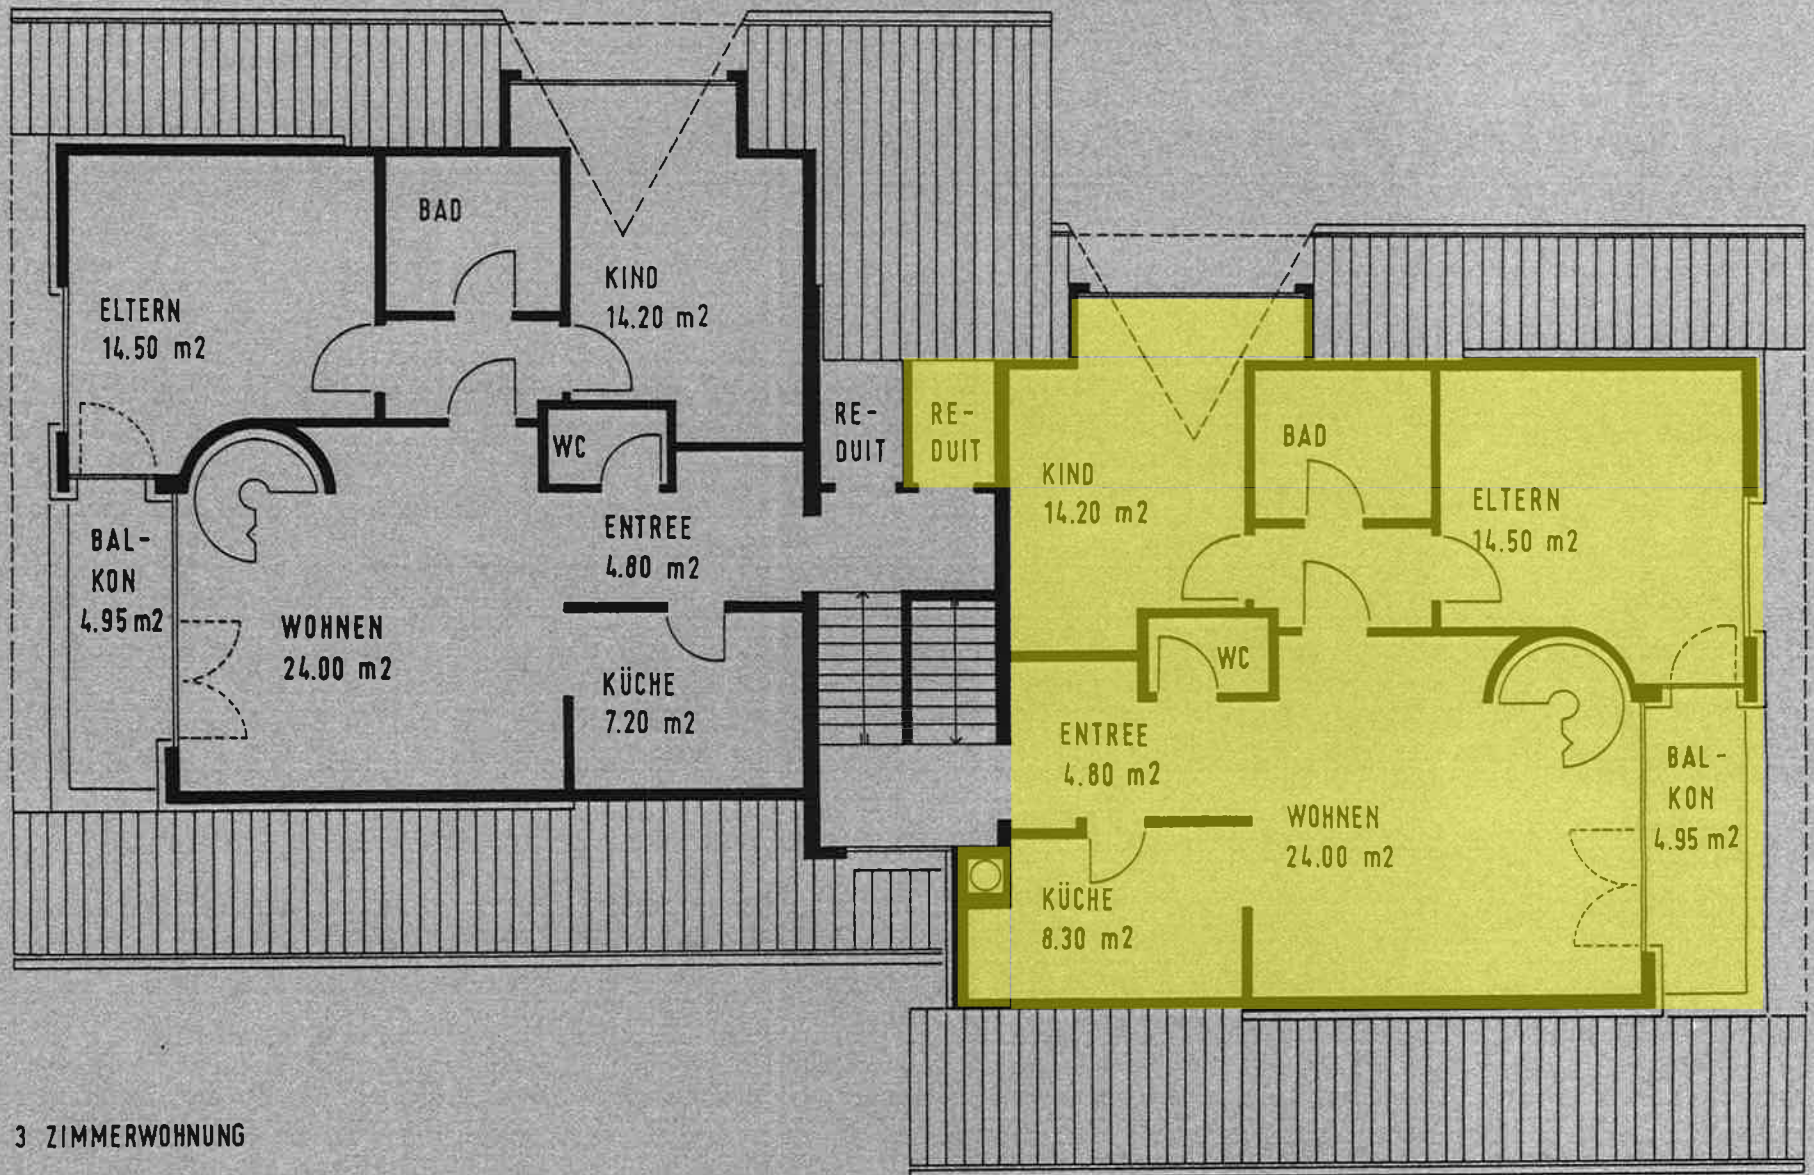 BAD
ELTERN
14.50 m2
KIND
14.20 m2
WC
RE-
DUIT
BAL-
KON
4.95 m2
ENTREE
4.80 m2
WOHNEN
24.00 m2
KÜCHE
7.20 m2
RE-
DUIT
KIND
14.20 m2
BAD
ELTERN
14.50 m2
WC
ENTREE
4.80 m2
WOHNEN
24.00 m2
BAL-
KON
4.95 m2
KÜCHE
8.30 m2
3 ZIMMERWOHNUNG